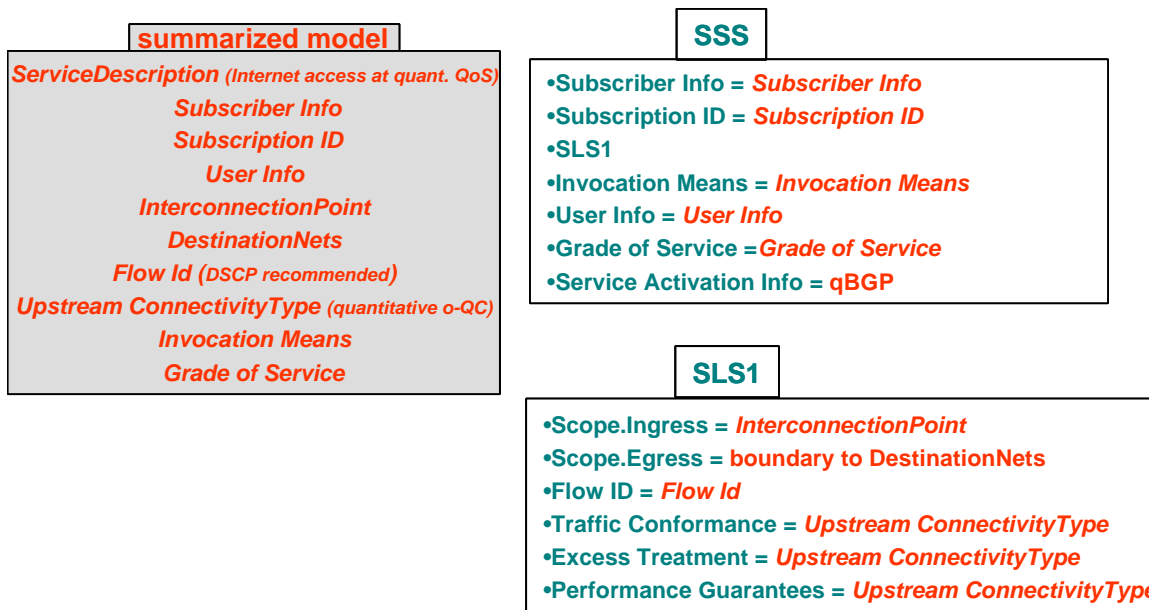 summarized model
ServiceDescription (Internet access at quant. QoS)
Subscriber Info
Subscription ID
User Info
InterconnectionPoint
DestinationNets
Flow Id (DSCP recommended)
Upstream ConnectivityType (quantitative o-QC)
Invocation Means
Grade of Service
SSS
•Subscriber Info = Subscriber Info
•Subscription ID = Subscription ID
•SLS1
•Invocation Means = Invocation Means
•User Info = User Info
•Grade of Service =Grade of Service
•Service Activation Info = qBGP
SLS1
•Scope.Ingress = InterconnectionPoint
•Scope.Egress = boundary to DestinationNets
•Flow ID = Flow Id
•Traffic Conformance = Upstream ConnectivityType
•Excess Treatment = Upstream ConnectivityType
•Performance Guarantees = Upstream ConnectivityType